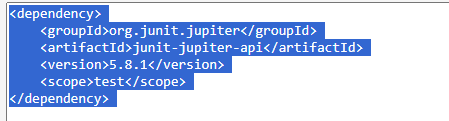 <dependency>
    <groupId>org.junit.jupiter</groupId>
    <artifactId>junit-jupiter-api</artifactId>
    <version>5.8.1</version>
    <scope>test</scope>
</dependency>